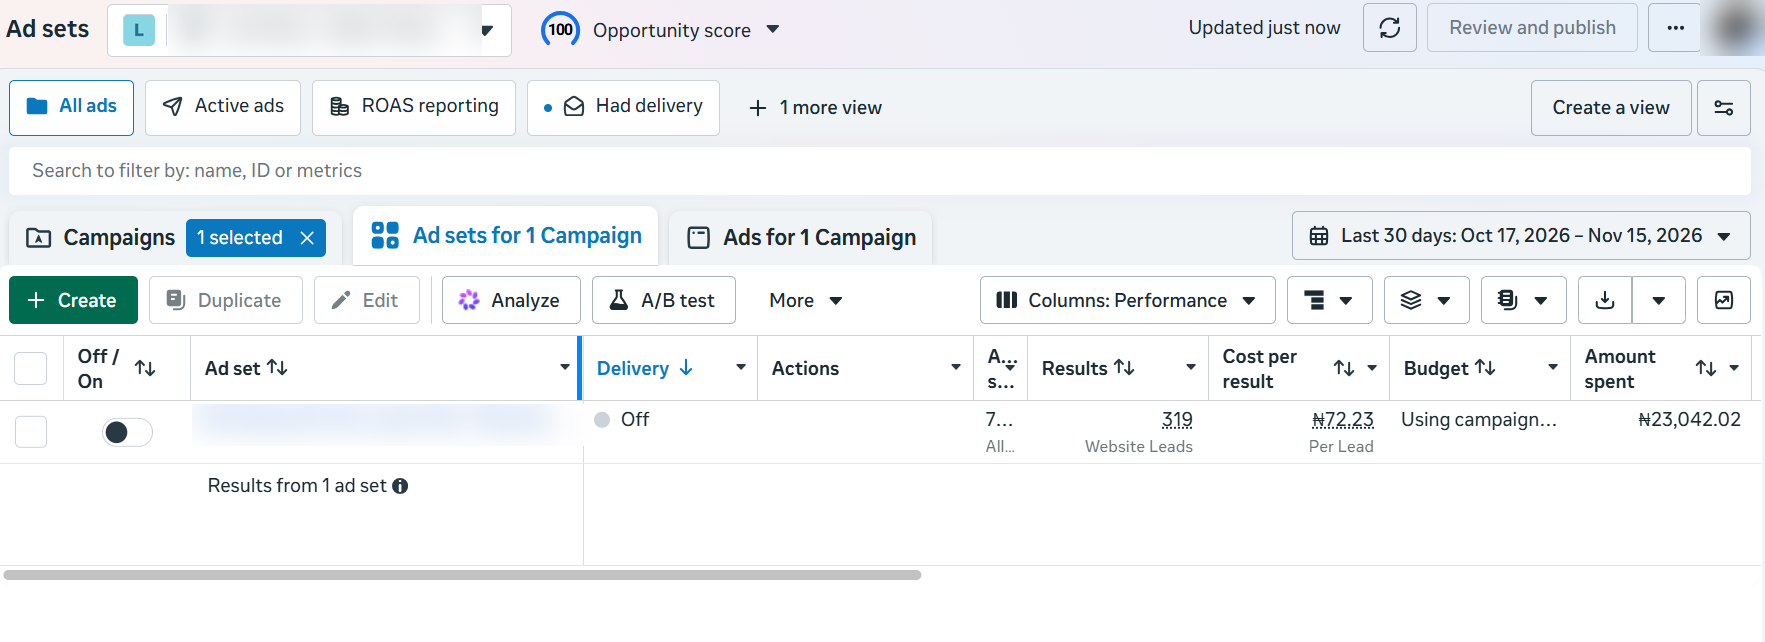 Ad sets
L
100
Opportunity score
Updated just now
Review and publish
All ads
Active ads
ROAS reporting
Had delivery
1 more view
Create a view
Search to filter by: name, ID or metrics
Campaigns
1 selected
Ad sets for 1 Campaign
Ads for 1 Campaign
Last 30 days: Oct 17, 2026 – Nov 15, 2026
Create
Duplicate
Edit
Analyze
A/B test
More
Columns: Performance
Off / On
Ad set
Delivery
Actions
A... s...
Results
Cost per result
Budget
Amount spent
Off
7...
All...
319
Website Leads
₦72.23
Per Lead
Using campaign...
₦23,042.02
Results from 1 ad set